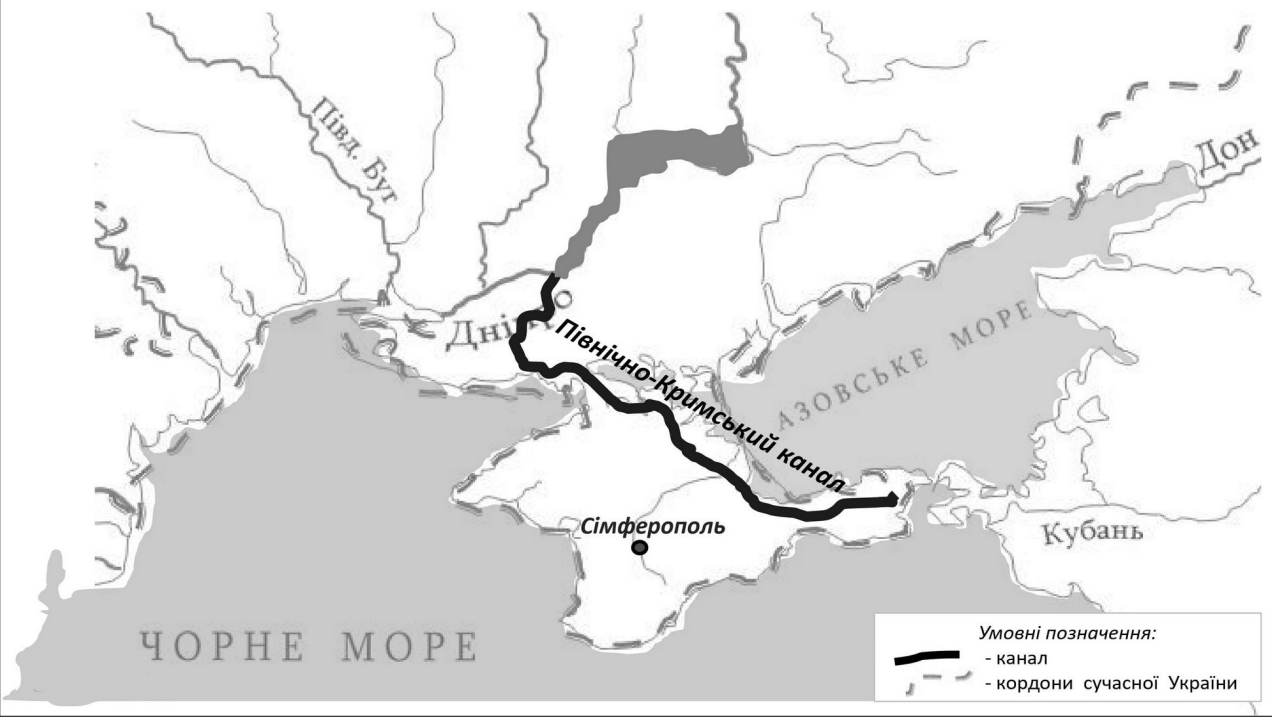 Півд. Буг
Дон
Дніпро
Північно-Кримський канал
АЗОВСЬКЕ МОРЕ
Сімферополь
Кубань
ЧОРНЕ МОРЕ
Умовні позначення:
- канал
- кордони сучасної України